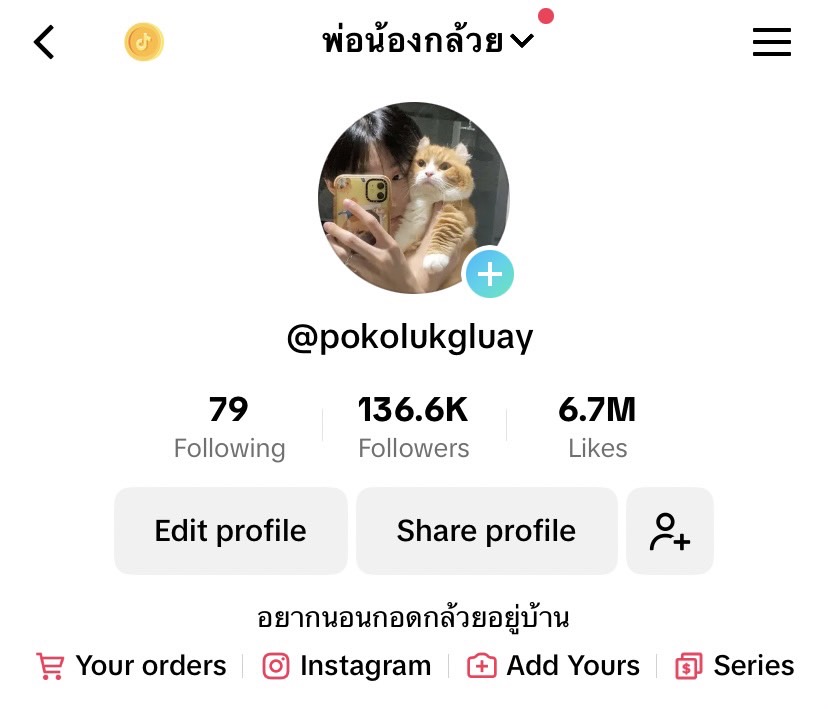 พ่อน้องกล้วย
@pokolukgluay
79 136.6K 6.7M
Following Followers Likes
Edit profile Share profile
อยากนอนกอดกล้วยอยู่บ้าน
Your orders Instagram Add Yours Series